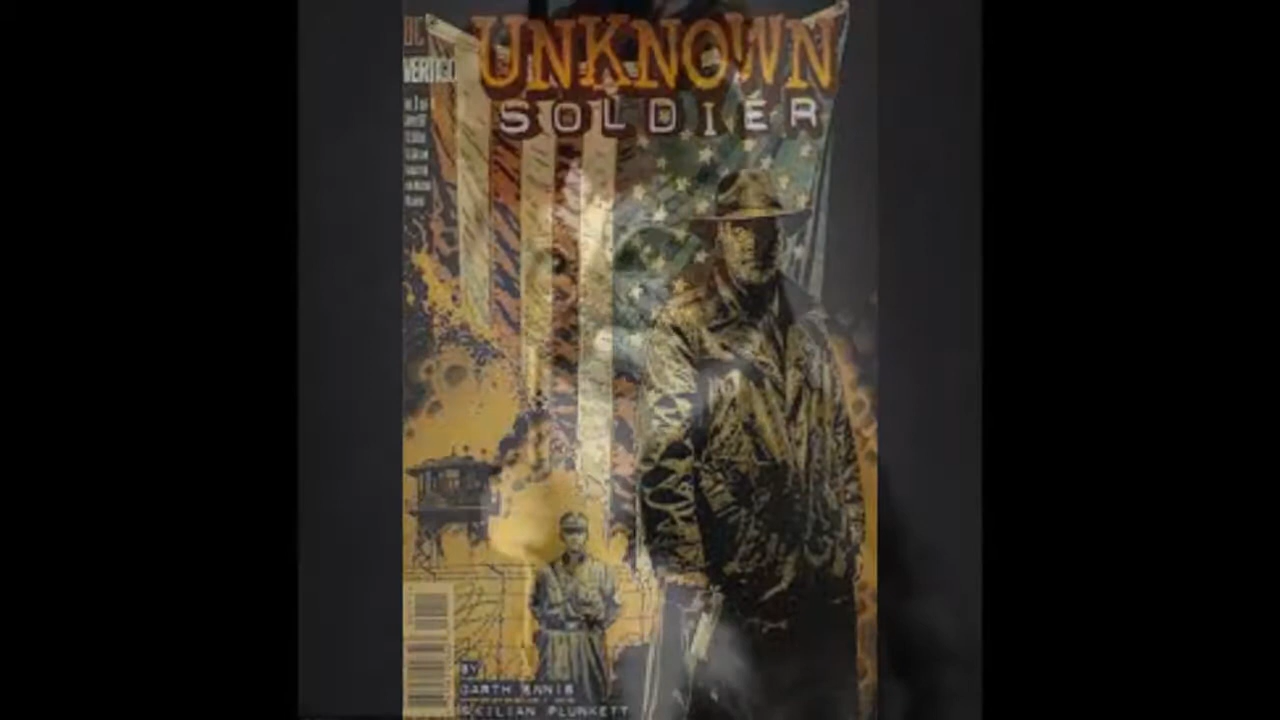 DC
VERTIGO
UNKNOWN
SOLDIER
BY
GARTH ENNIS
& KILIAN PLUNKETT